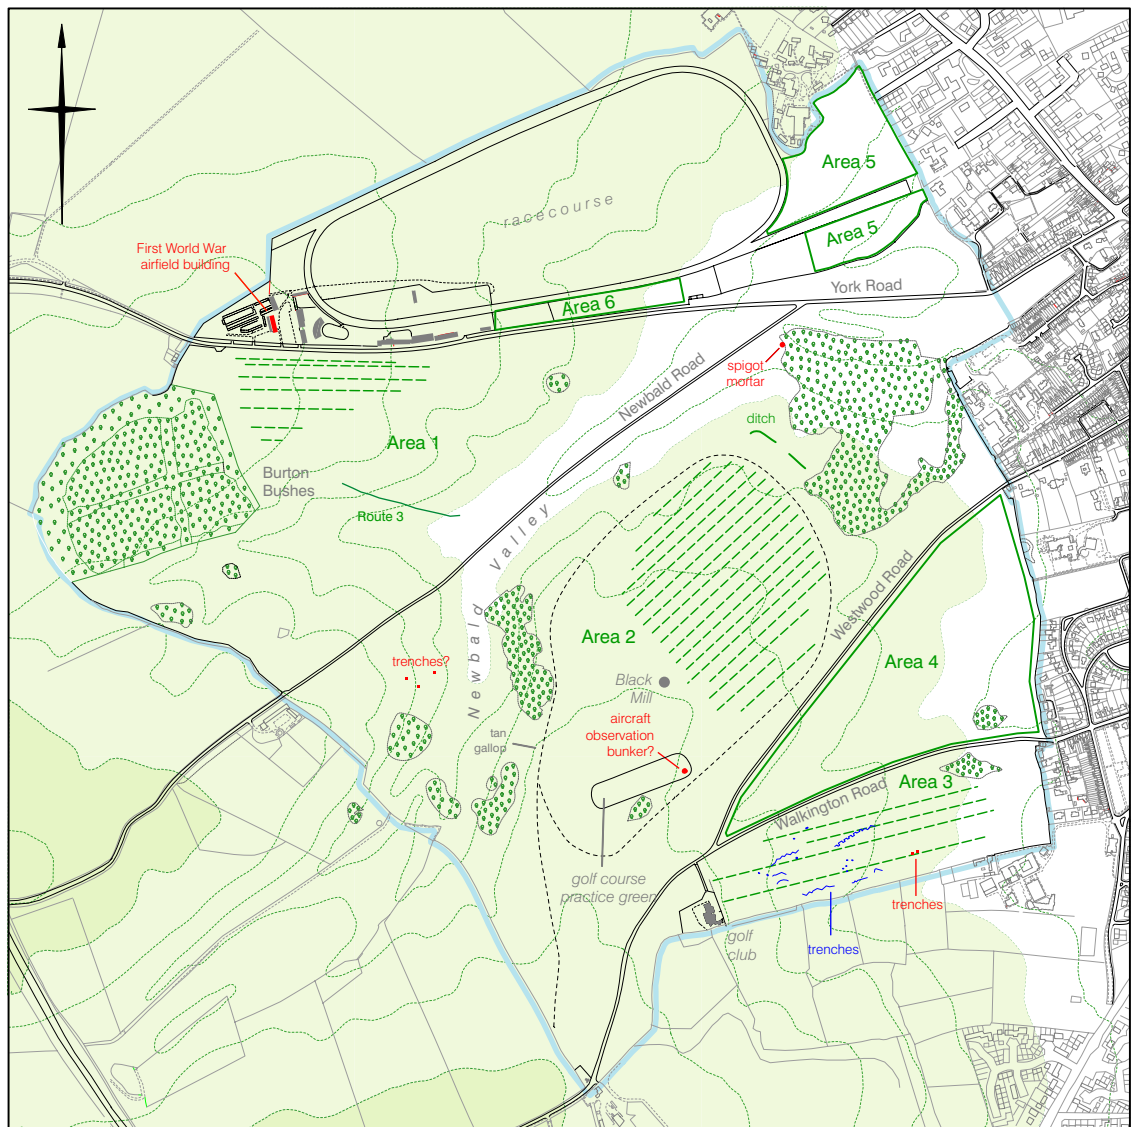 Area 5
racecourse
Area 5
First World War
airfield building
York Road
Area 6
spigot
mortar
Newbald Road
ditch
Area 1
Burton
Bushes
Route 3
Newbald Valley
Westwood Road
Area 2
trenches?
Area 4
Black
Mill
aircraft
observation
bunker?
tan
gallop
Area 3
Walkington Road
golf course
practice green
trenches
golf
club
trenches